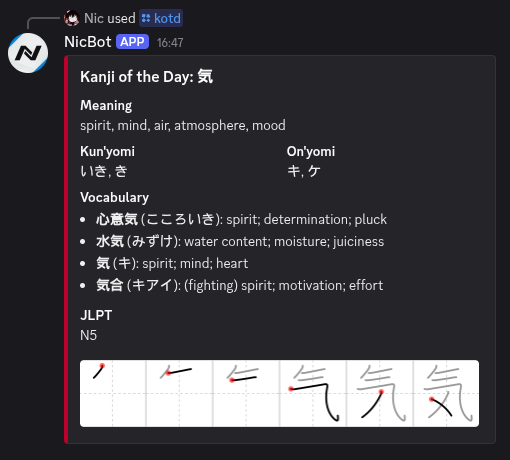 Nic used kotd
NicBot APP 16:47
Kanji of the Day: 気
Meaning
spirit, mind, air, atmosphere, mood
Kun'yomi
いき, き
On'yomi
キ, ケ
Vocabulary
• 心意気 (こころいき): spirit; determination; pluck
• 水気 (みずけ): water content; moisture; juiciness
• 気 (キ): spirit; mind; heart
• 気合 (キアイ): (fighting) spirit; motivation; effort
JLPT
N5
気